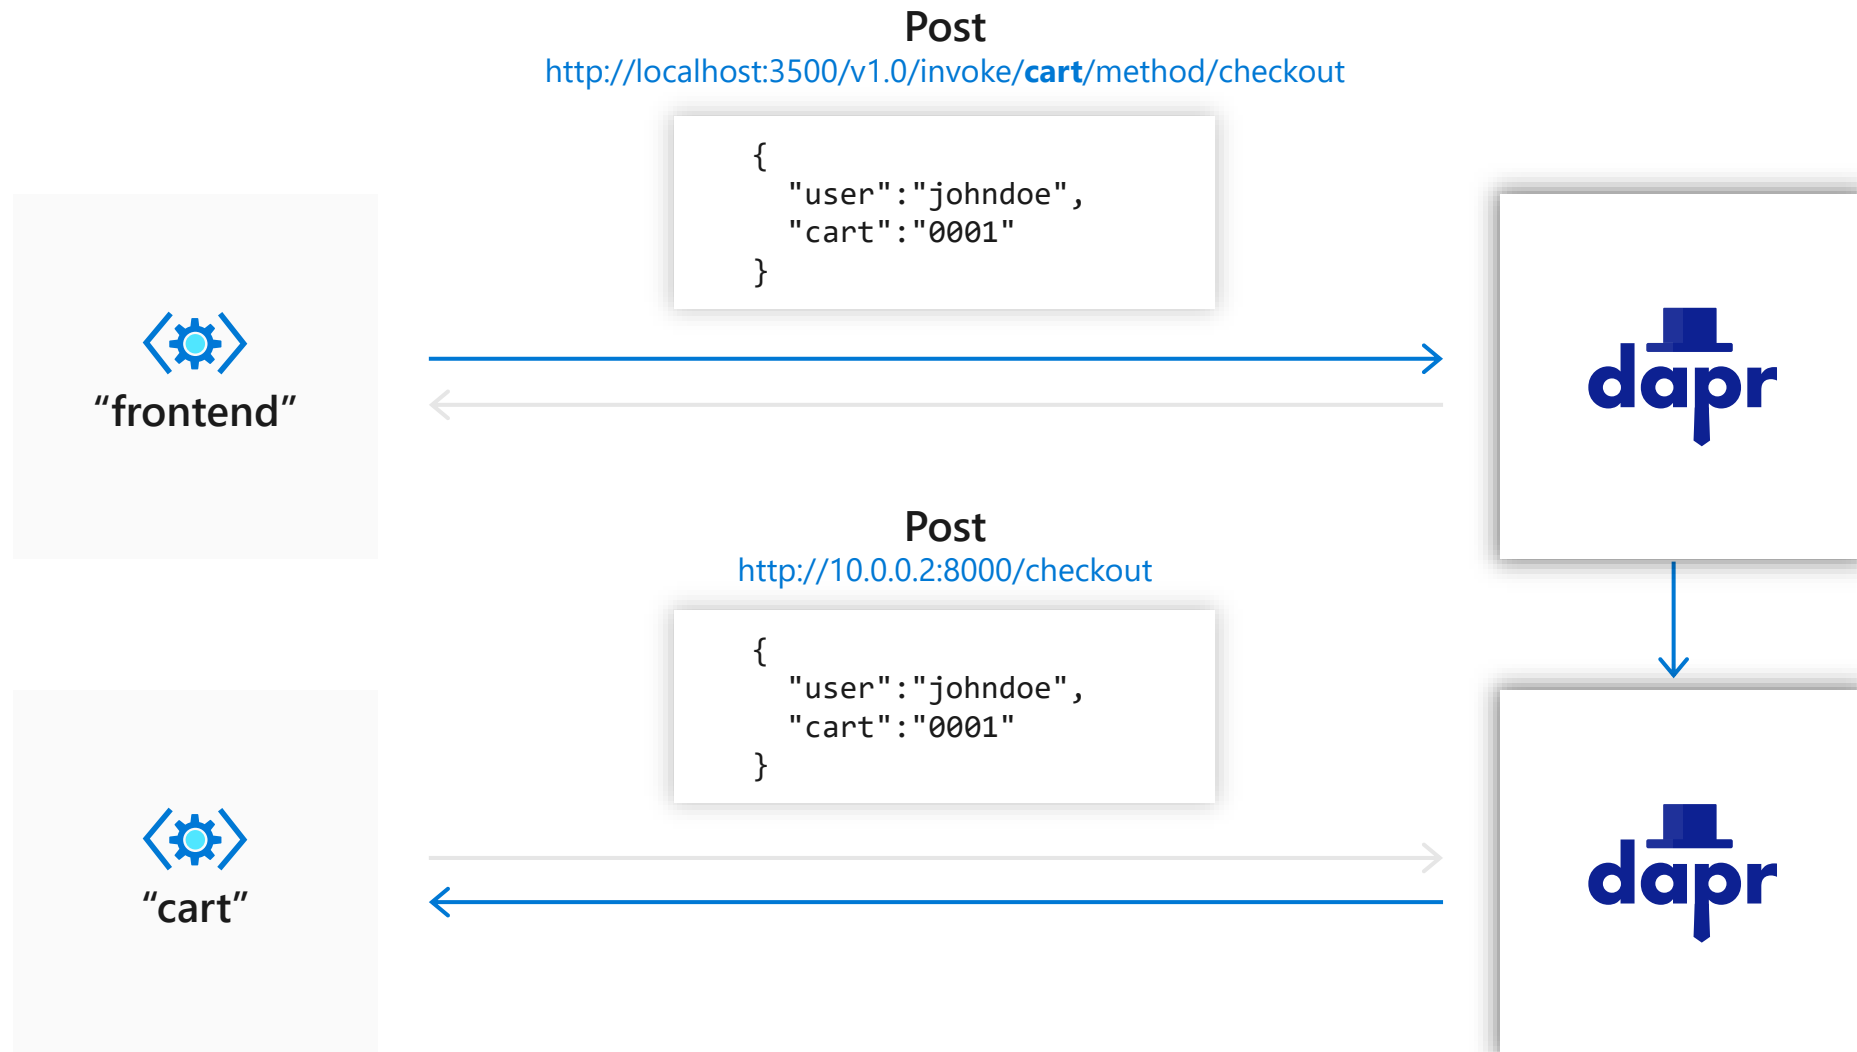 Post
http://localhost:3500/v1.0/invoke/cart/method/checkout
{
"user":"johndoe",
"cart":"0001"
}
“frontend”
dapr
Post
http://10.0.0.2:8000/checkout
{
"user":"johndoe",
"cart":"0001"
}
“cart”
dapr